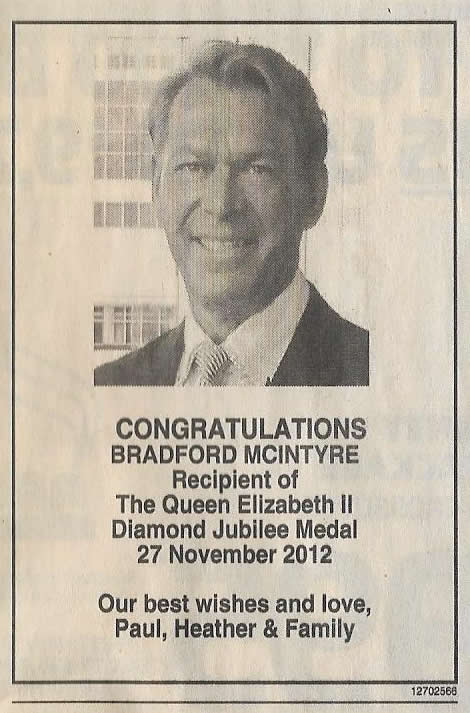 CONGRATULATIONS
BRADFORD MCINTYRE
Recipient of
The Queen Elizabeth II
Diamond Jubilee Medal
27 November 2012
Our best wishes and love,
Paul, Heather & Family
12702566